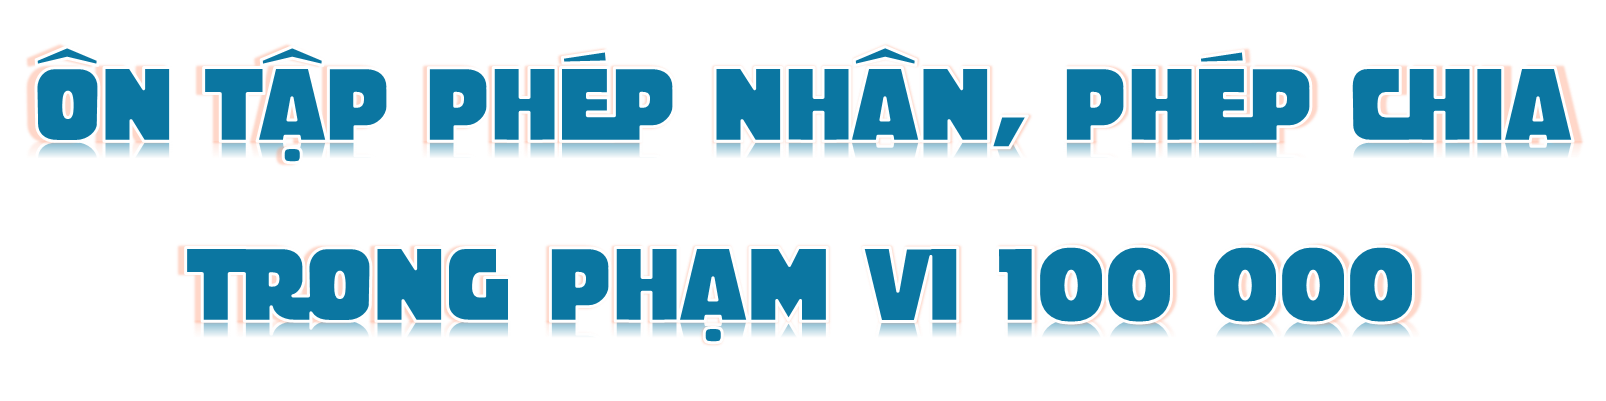 ÔN TẬP PHÉP NHÂN, PHÉP CHIA
TRONG PHẠM VI 100 000